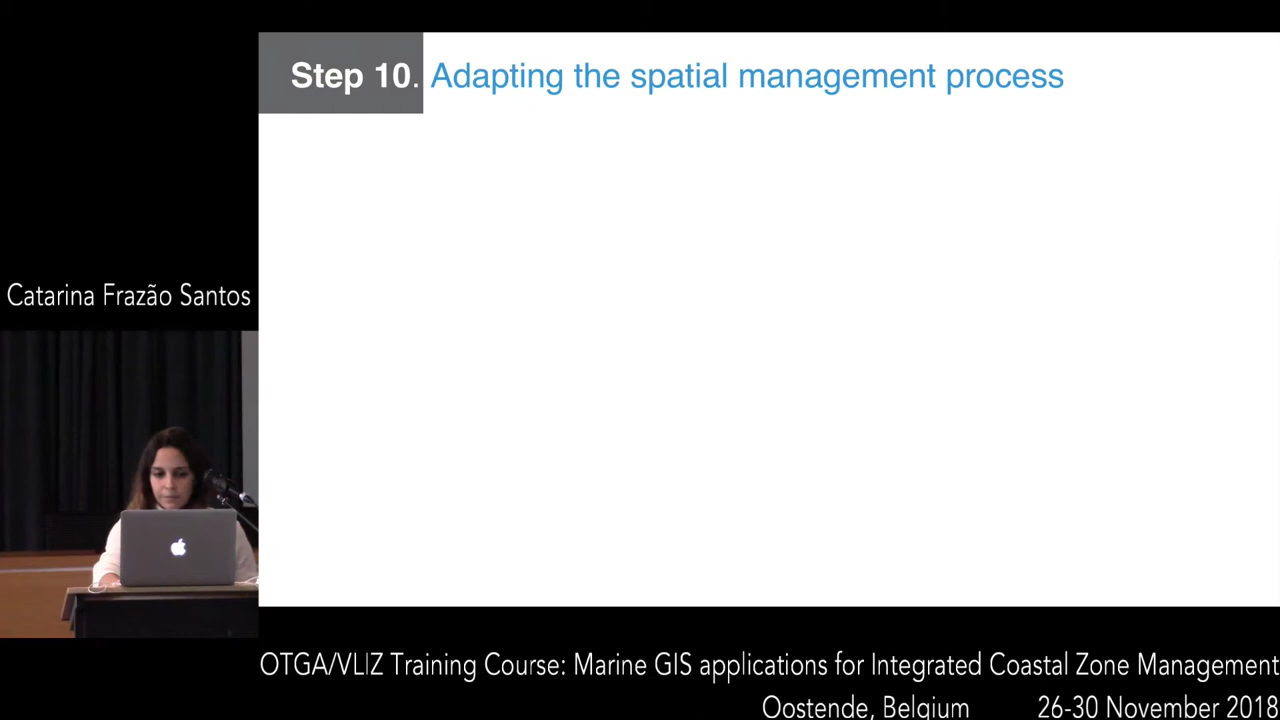 Step 10. Adapting the spatial management process
Catarina Frazão Santos
OTGA/VLIZ Training Course: Marine GIS applications for Integrated Coastal Zone Management
Oostende, Belgium 26-30 November 2018